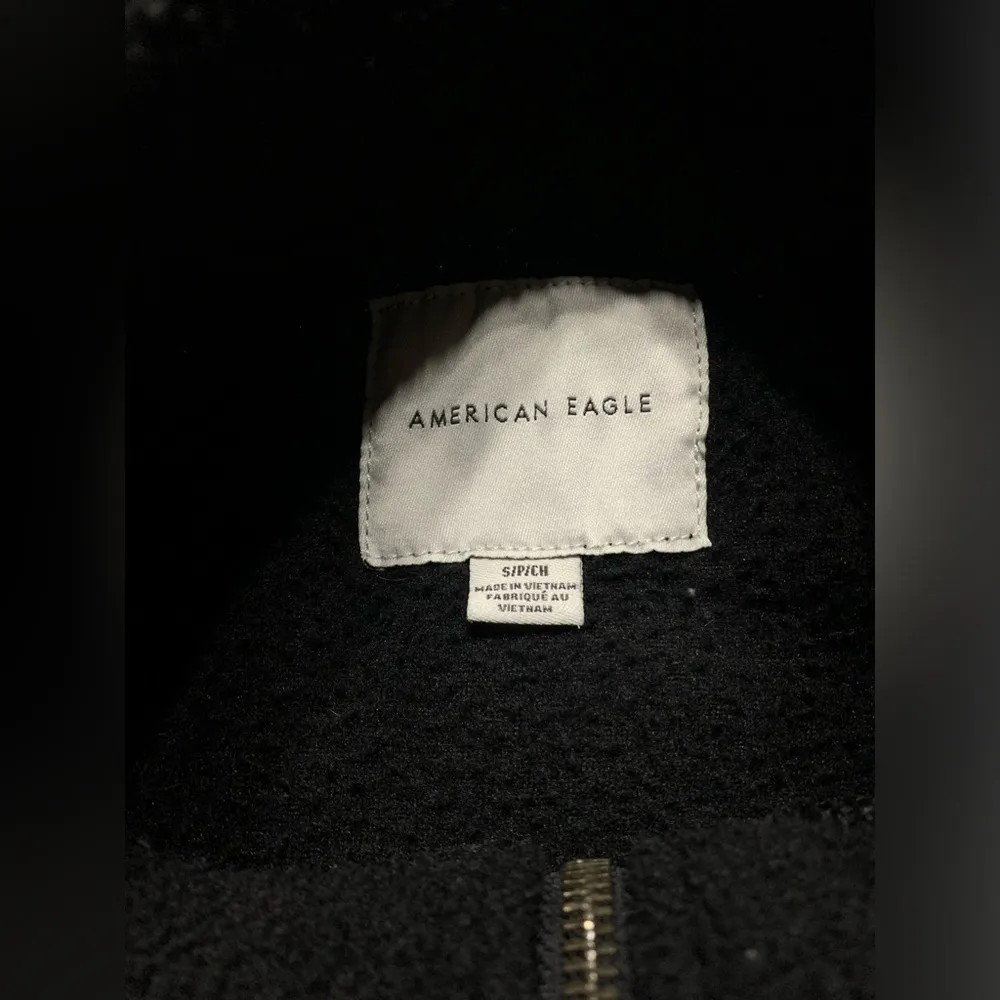 AMERICAN EAGLE
S/P/CH
MADE IN VIETNAM
FABRIQUÉ AU
VIETNAM